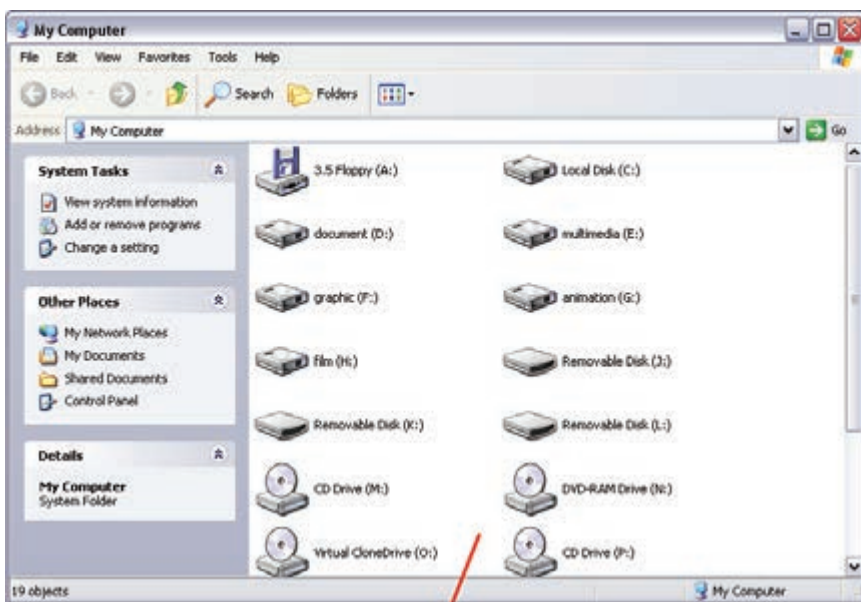 My Computer
File Edit View Favorites Tools Help
Back Search Folders
Address My Computer Go
System Tasks
View system information
Add or remove programs
Change a setting
Other Places
My Network Places
My Documents
Shared Documents
Control Panel
Details
My Computer
System Folder
3.5 Floppy (A:) Local Disk (C:)
document (D:) multimedia (E:)
graphic (F:) animation (G:)
film (H:) Removable Disk (J:)
Removable Disk (K:) Removable Disk (L:)
CD Drive (M:) DVD-RAM Drive (N:)
Virtual CloneDrive (O:) CD Drive (P:)
19 objects My Computer